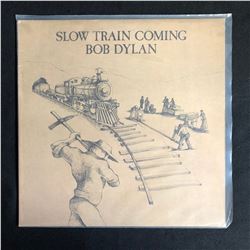 SLOW TRAIN COMING
BOB DYLAN